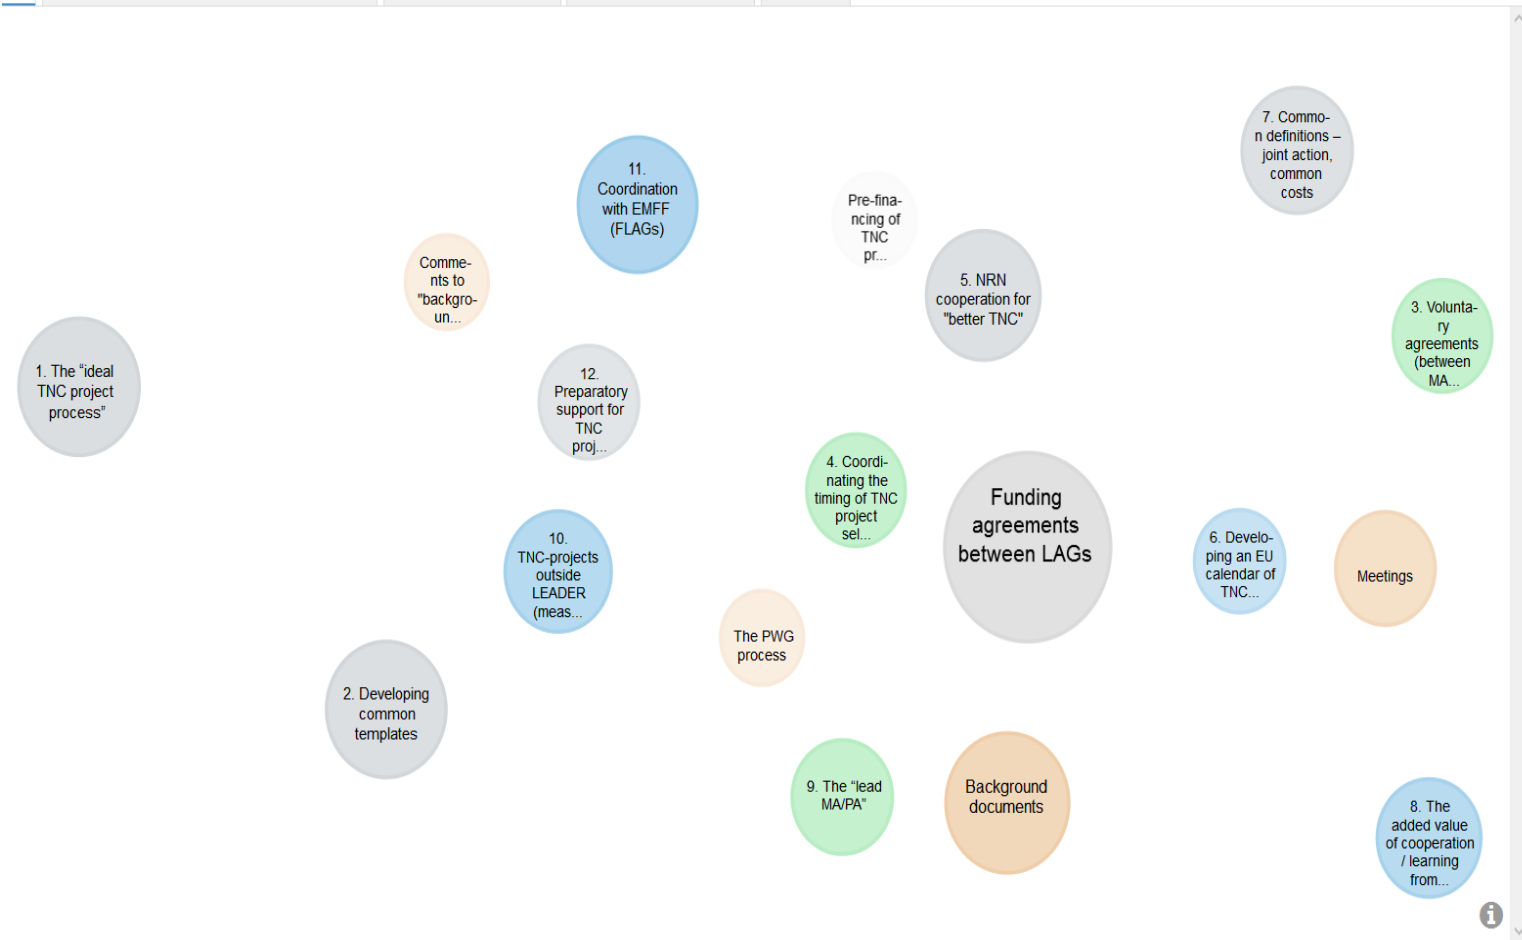 7. Commo-
n definitions –
joint action,
common
costs
11.
Coordination
with EMFF
(FLAGs)
Pre-fina-
ncing of
TNC
pr...
Comme-
nts to
"backgro-
un...
5. NRN
cooperation for
"better TNC"
3. Volunta-
ry
agreements
(between
MA...
1. The “ideal
TNC project
process”
12.
Preparatory
support for
TNC
proj...
4. Coordi-
nating the
timing of TNC
project
sel...
Funding
agreements
between LAGs
6. Develo-
ping an EU
calendar of
TNC...
Meetings
10.
TNC-projects
outside
LEADER
(meas...
The PWG
process
2. Developing
common
templates
9. The “lead
MA/PA”
Background
documents
8. The
added value
of cooperation
/ learning
from...